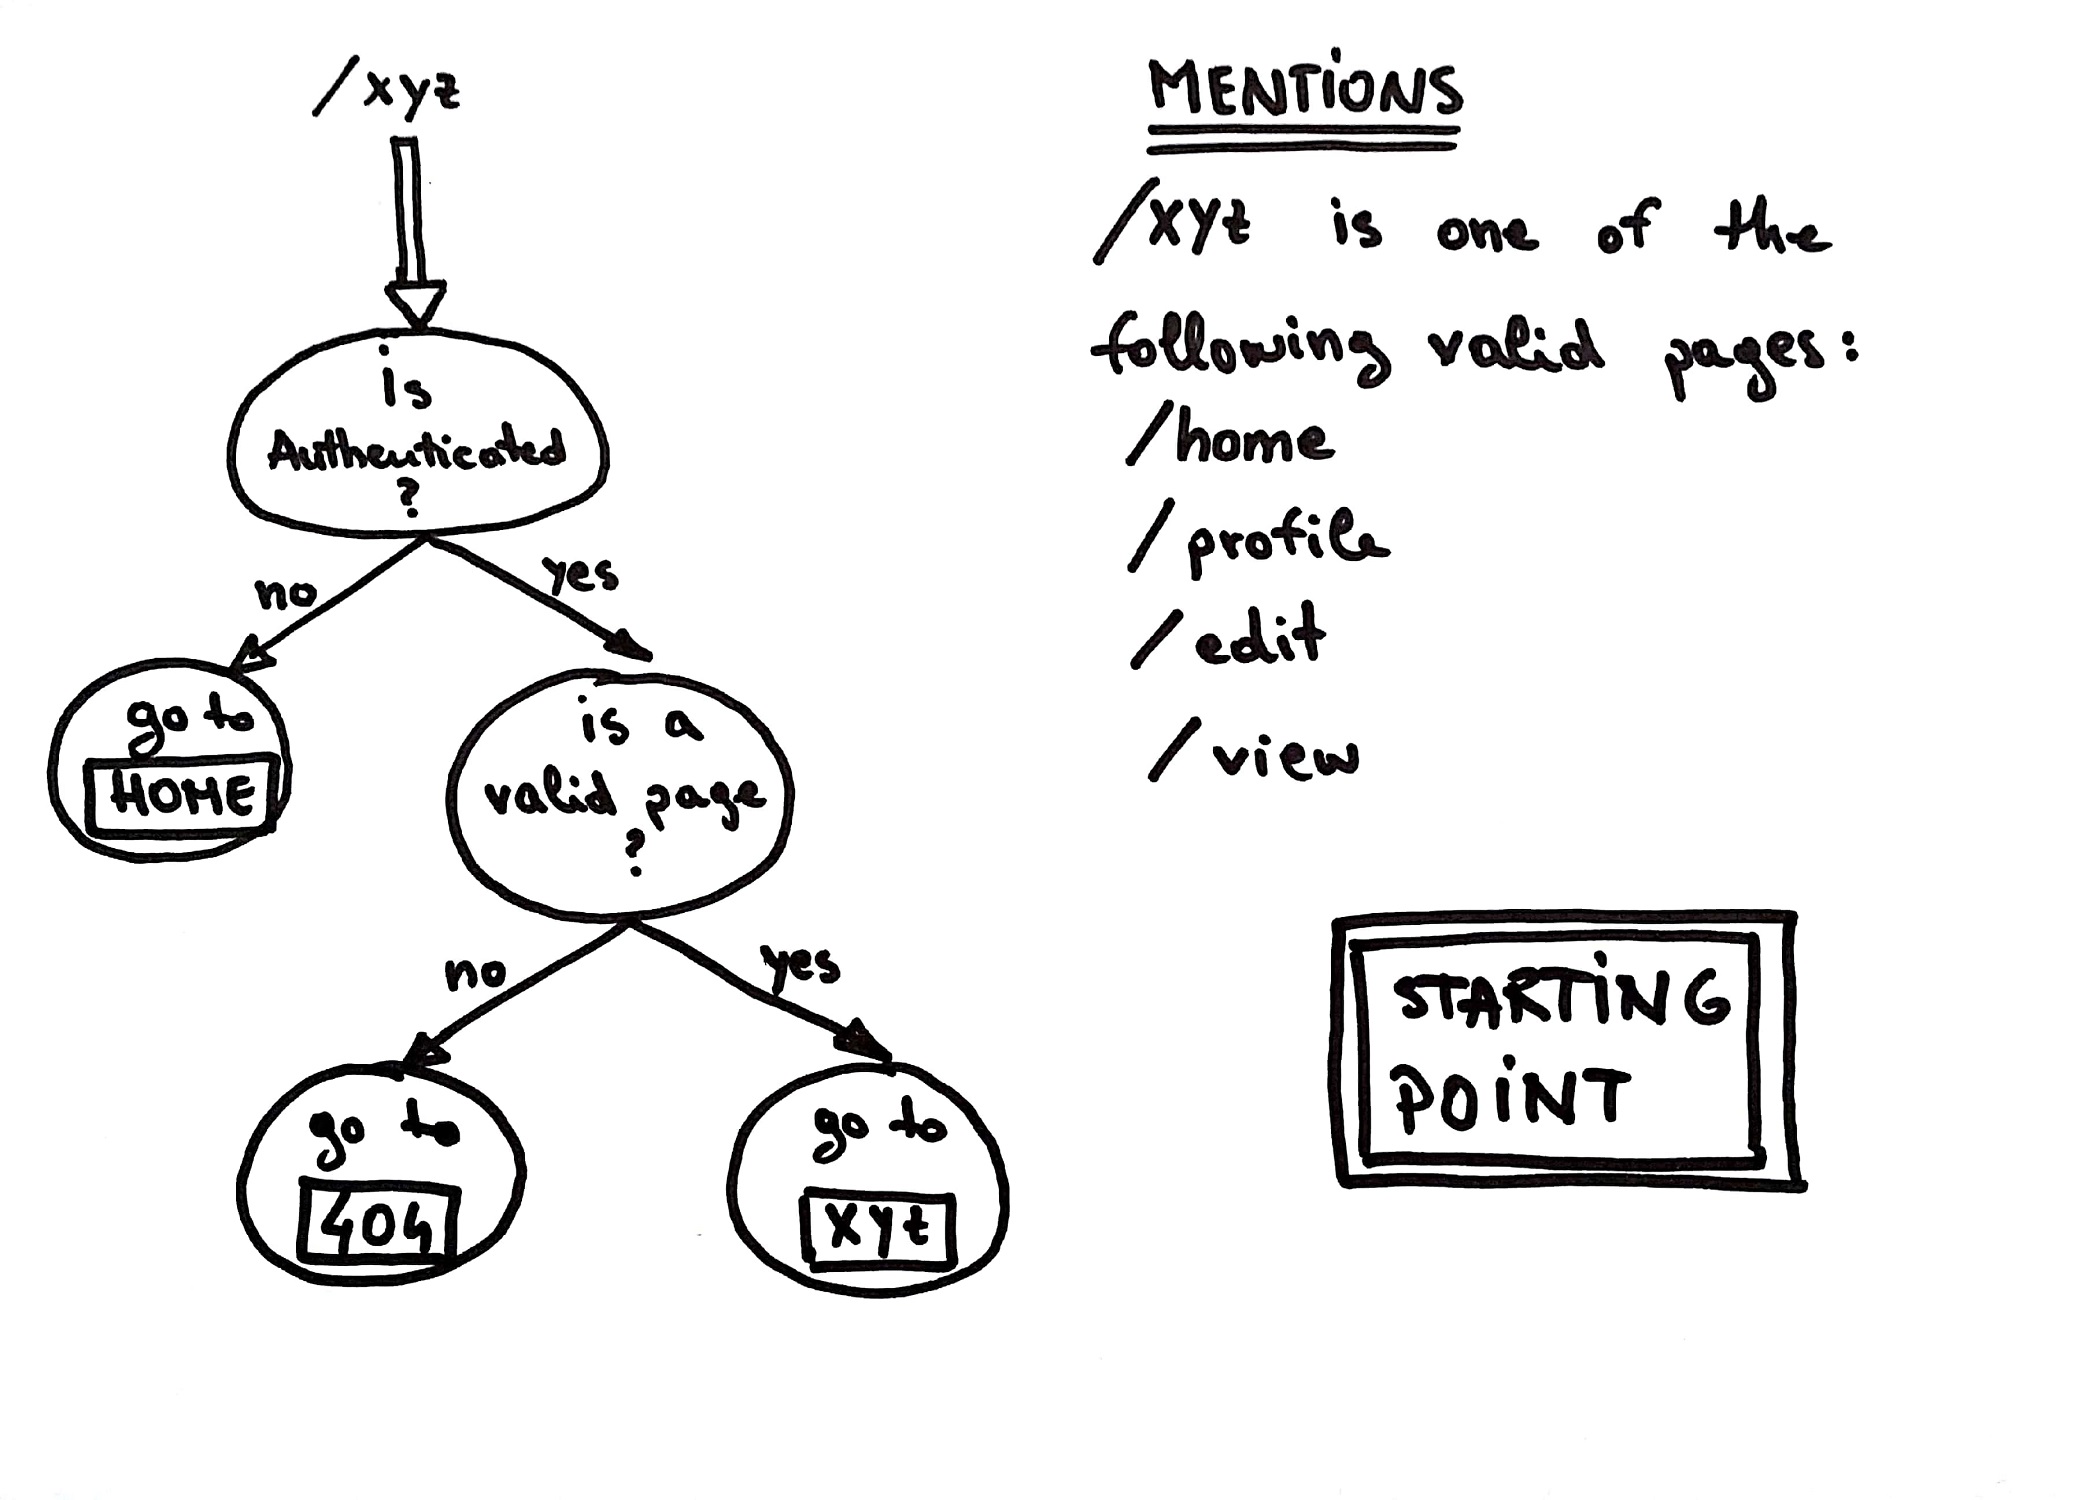 /xyz
is
Authenticated
?
no
yes
go to
HOME
is a
valid page
?
no
yes
go to
404
go to
xyz
MENTIONS
/xyz is one of the
following valid pages:
/home
/profile
/edit
/view
STARTING
POINT